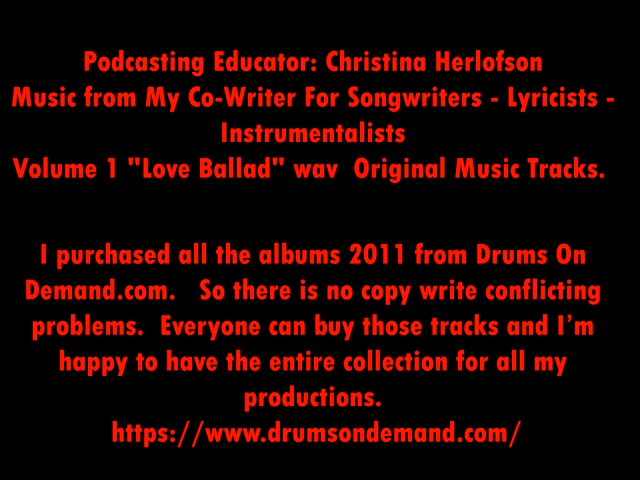 Podcasting Educator: Christina Herlofson
Music from My Co-Writer For Songwriters - Lyricists -
Instrumentalists
Volume 1 "Love Ballad" wav  Original Music Tracks.
I purchased all the albums 2011 from Drums On
Demand.com.   So there is no copy write conflicting
problems.  Everyone can buy those tracks and I’m
happy to have the entire collection for all my
productions.
https://www.drumsondemand.com/